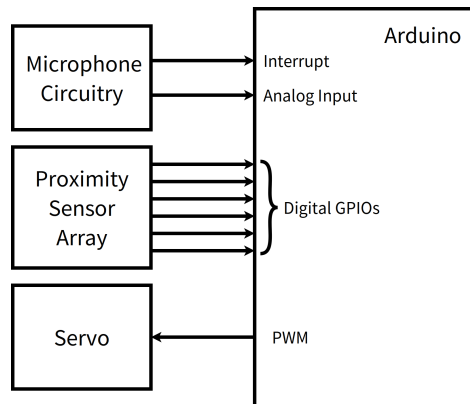 Arduino
Microphone
Circuitry
Interrupt
Analog Input
Proximity
Sensor
Array
Digital GPIOs
Servo
PWM